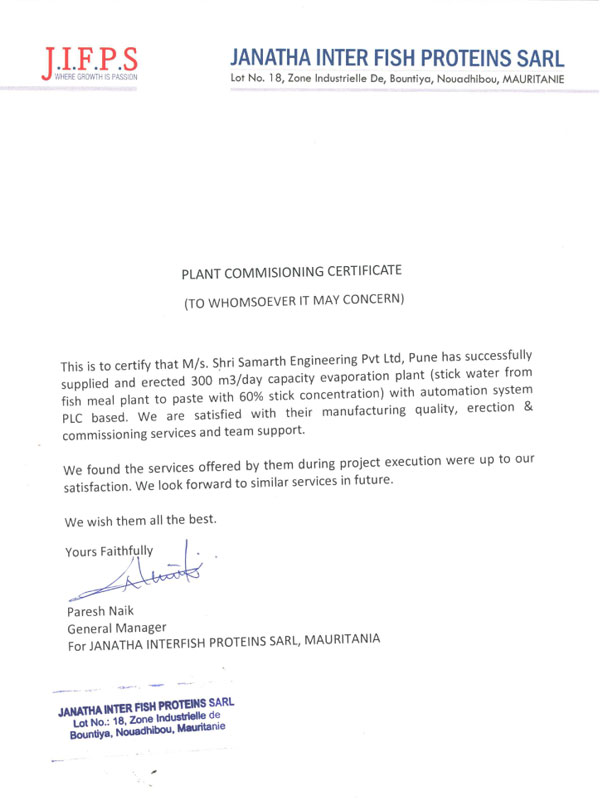 J.I.F.P.S
WHERE GROWTH IS PASSION
JANATHA INTER FISH PROTEINS SARL
Lot No. 18, Zone Industrielle De, Bountiya, Nouadhibou, MAURITANIE
PLANT COMMISIONING CERTIFICATE
(TO WHOMSOEVER IT MAY CONCERN)
This is to certify that M/s. Shri Samarth Engineering Pvt Ltd, Pune has successfully
supplied and erected 300 m3/day capacity evaporation plant (stick water from
fish meal plant to paste with 60% stick concentration) with automation system
PLC based. We are satisfied with their manufacturing quality, erection &
commissioning services and team support.
We found the services offered by them during project execution were up to our
satisfaction. We look forward to similar services in future.
We wish them all the best.
Yours Faithfully
Paresh Naik
General Manager
For JANATHA INTERFISH PROTEINS SARL, MAURITANIA
JANATHA INTER FISH PROTEINS SARL
Lot No.: 18, Zone Industrielle de
Bountiya, Nouadhibou, Mauritanie